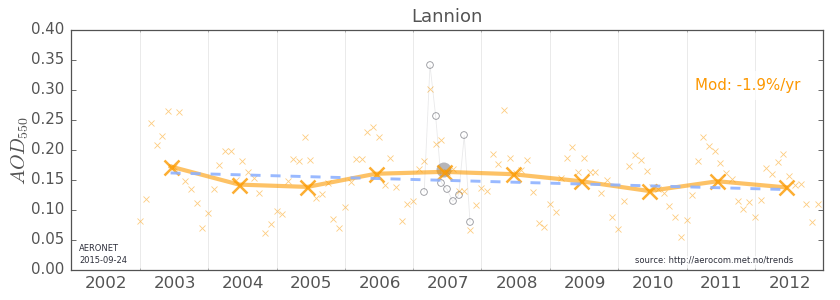 Lannion
0.40
0.35
0.30
0.25
0.20
0.15
0.10
0.05
0.00
AOD550
Mod: -1.9%/yr
AERONET
2015-09-24
source: http://aerocom.met.no/trends
2002 2003 2004 2005 2006 2007 2008 2009 2010 2011 2012